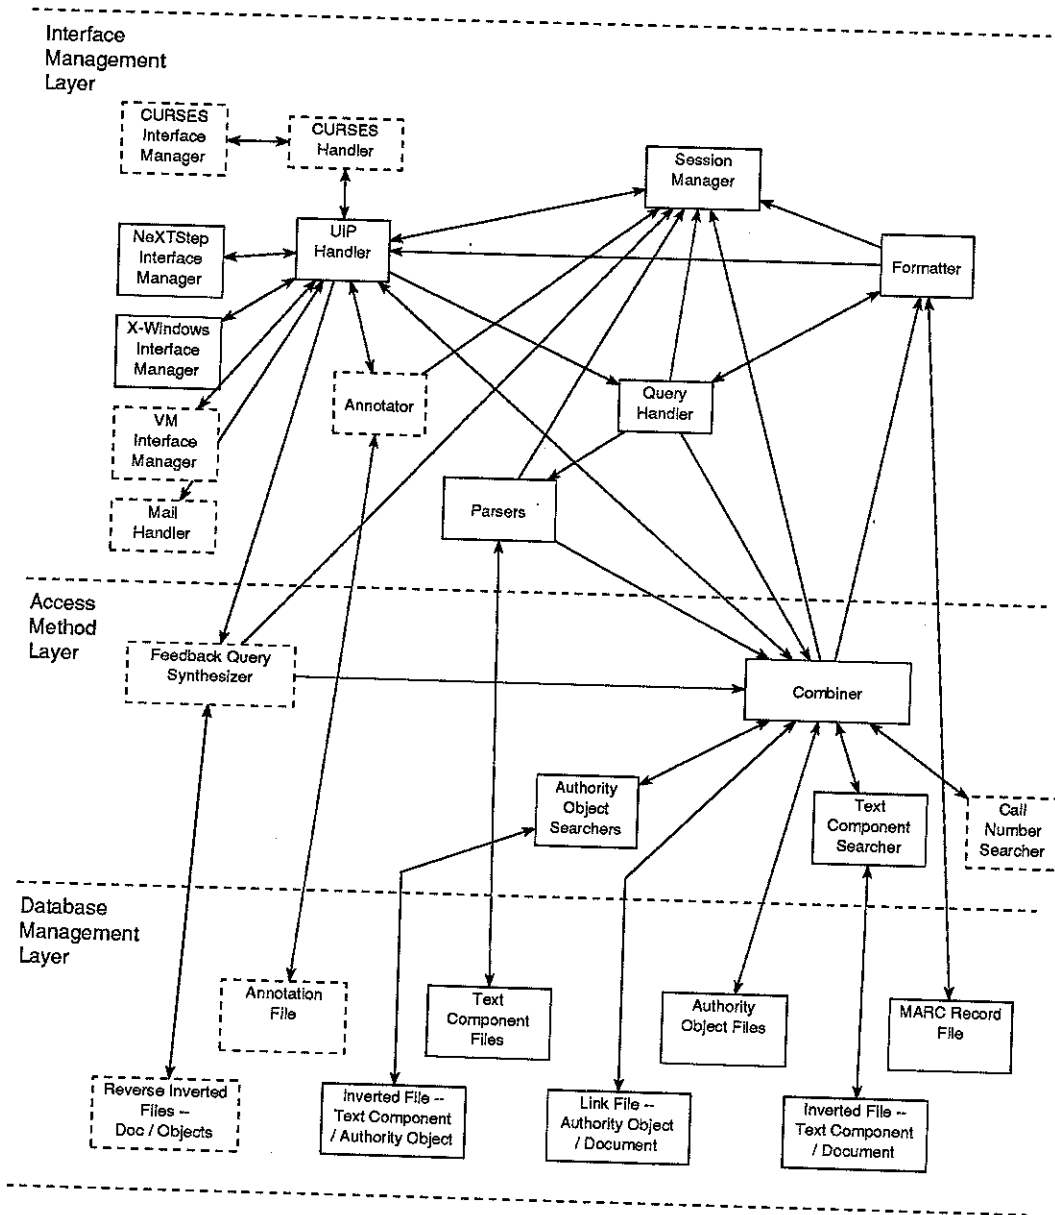 Interface
Management
Layer
CURSES
Interface
Manager
CURSES
Handler
Session
Manager
NeXTStep
Interface
Manager
UIP
Handler
Formatter
X-Windows
Interface
Manager
Annotator
Query
Handler
VM
Interface
Manager
Parsers
Mail
Handler
Access
Method
Layer
Feedback Query
Synthesizer
Combiner
Authority
Object
Searchers
Text
Component
Searcher
Call
Number
Searcher
Database
Management
Layer
Annotation
File
Text
Component
Files
Authority
Object Files
MARC Record
File
Reverse Inverted
Files --
Doc / Objects
Inverted File --
Text Component
/ Authority Object
Link File --
Authority Object
/ Document
Inverted File --
Text Component
/ Document